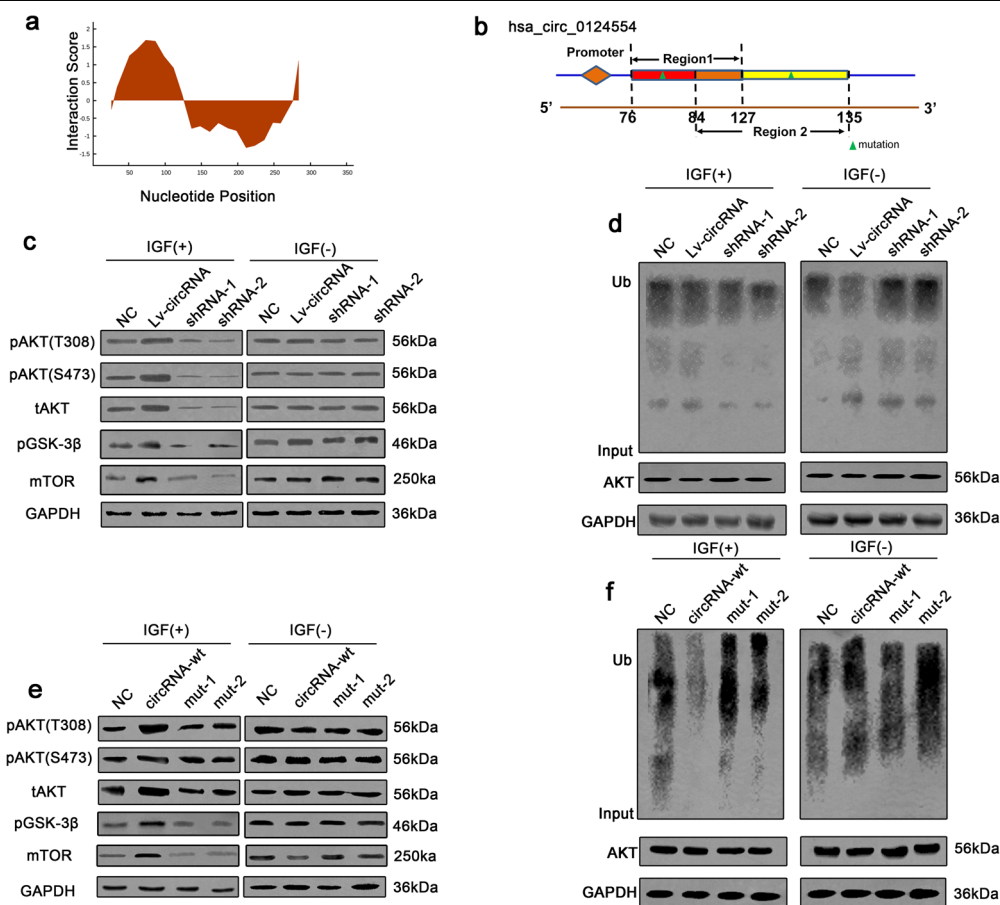 a
Interaction Score
2
1.5
1
0.5
0
-0.5
-1
-1.5
50
100
150
200
250
300
350
Nucleotide Position
b
hsa_circ_0124554
Promoter
Region1
5’
3’
76
84
127
135
Region 2
mutation
c
IGF(+)
IGF(-)
NC
Lv-circRNA
shRNA-1
shRNA-2
NC
Lv-circRNA
shRNA-1
shRNA-2
pAKT(T308)
56kDa
pAKT(S473)
56kDa
tAKT
56kDa
pGSK-3β
46kDa
mTOR
250ka
GAPDH
36kDa
d
IGF(+)
IGF(-)
NC
Lv-circRNA
shRNA-1
shRNA-2
NC
Lv-circRNA
shRNA-1
shRNA-2
Ub
Input
AKT
56kDa
GAPDH
36kDa
e
IGF(+)
IGF(-)
NC
circRNA-wt
mut-1
mut-2
NC
circRNA-wt
mut-1
mut-2
pAKT(T308)
56kDa
pAKT(S473)
56kDa
tAKT
56kDa
pGSK-3β
46kDa
mTOR
250ka
GAPDH
36kDa
f
IGF(+)
IGF(-)
NC
circRNA-wt
mut-1
mut-2
NC
circRNA-wt
mut-1
mut-2
Ub
Input
AKT
56kDa
GAPDH
36kDa